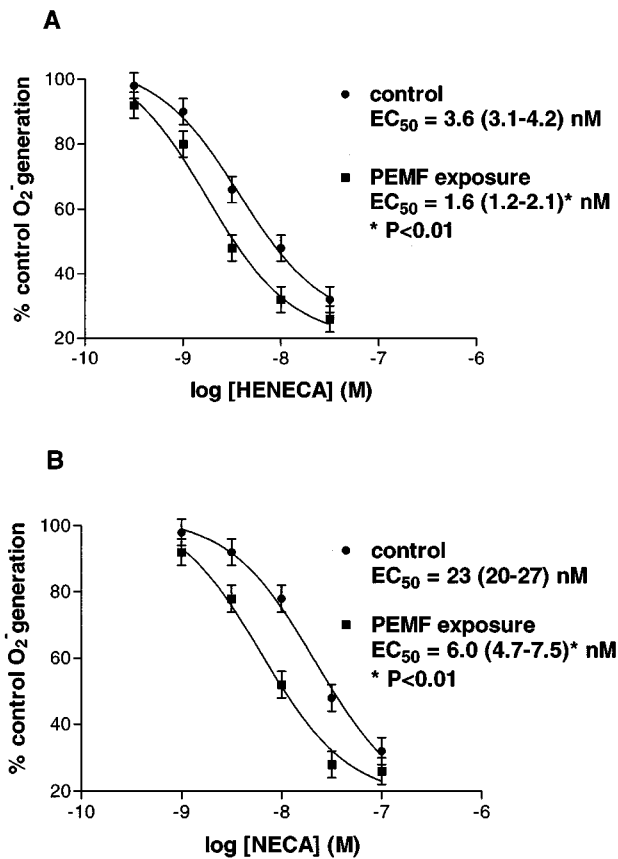 A
% control O₂⁻ generation
100
80
60
40
20
-10 -9 -8 -7 -6
log [HENECA] (M)
control
EC₅₀ = 3.6 (3.1-4.2) nM
PEMF exposure
EC₅₀ = 1.6 (1.2-2.1)* nM
* P<0.01
B
% control O₂⁻ generation
100
80
60
40
20
-10 -9 -8 -7 -6
log [NECA] (M)
control
EC₅₀ = 23 (20-27) nM
PEMF exposure
EC₅₀ = 6.0 (4.7-7.5)* nM
* P<0.01